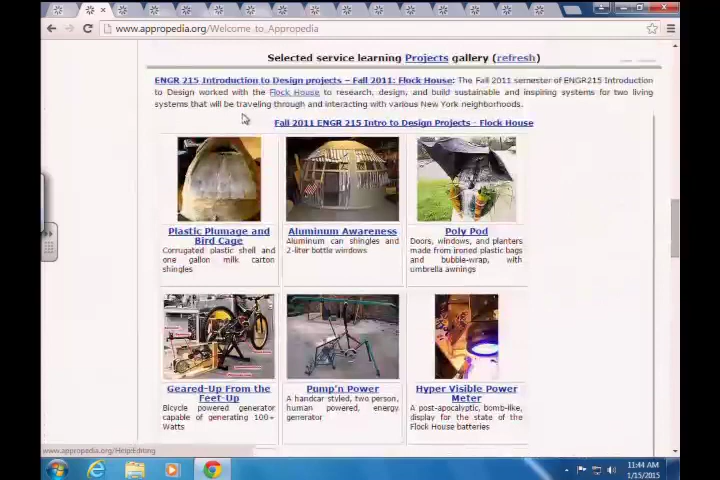 www.appropedia.org/Welcome_to_Appropedia
Selected service learning Projects gallery (refresh)
ENGR 215 Introduction to Design projects – Fall 2011: Flock House: The Fall 2011 semester of ENGR215 Introduction
to Design worked with the Flock House to research, design, and build sustainable and inspiring systems for two living
systems that will be traveling through and interacting with various New York neighborhoods.
Fall 2011 ENGR 215 Intro to Design Projects - Flock House
Plastic Plumage and
Bird Cage
Corrugated plastic shell and
one gallon milk carton
shingles
Aluminum Awareness
Aluminum can shingles and
2-liter bottle windows
Poly Pod
Doors, windows, and planters
made from ironed plastic bags
and bubble-wrap, with
umbrella awnings
Geared-Up From the
Feet-Up
Bicycle powered generator
capable of generating 100+
Watts
Pump'n Power
A handcar styled, two person,
human powered, energy
generator
Hyper Visible Power
Meter
A post-apocalyptic, bomb-like,
display for the state of the
Flock House batteries
www.appropedia.org/Help:Editing
11:44 AM
1/15/2015